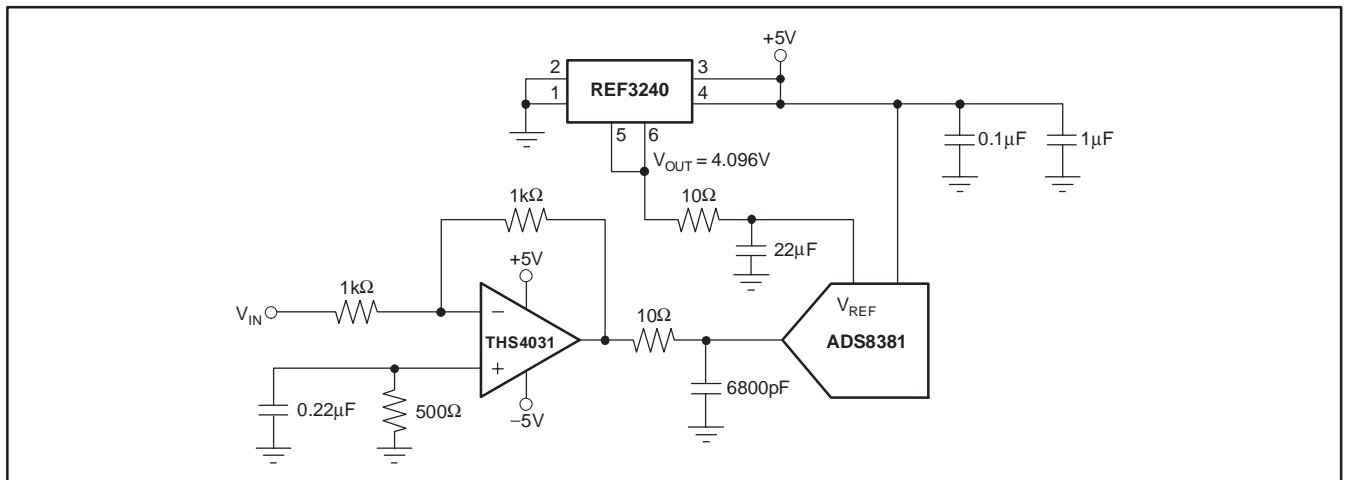 +5V
2
3
REF3240
1
4
5
6
0.1μF
1μF
V_OUT = 4.096V
1kΩ
10Ω
22μF
+5V
1kΩ
V_IN
−
10Ω
V_REF
THS4031
ADS8381
+
6800pF
0.22μF
500Ω
−5V